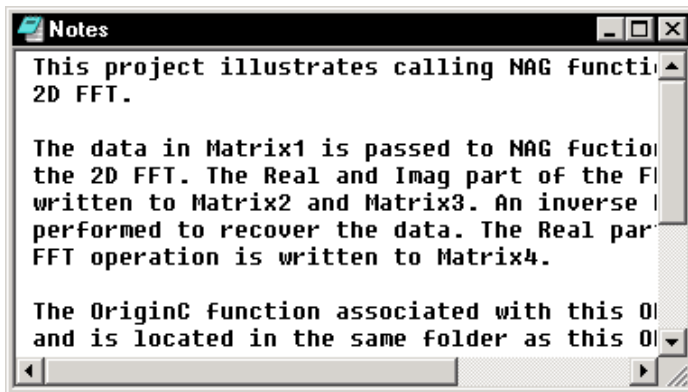 Notes
This project illustrates calling NAG
2D FFT.
The data in Matrix1 is passed to NAG
the 2D FFT. The Real and Imag part of the
written to Matrix2 and Matrix3. An inverse
performed to recover the data. The Real
FFT operation is written to Matrix4.
The OriginC function associated with this
and is located in the same folder as this